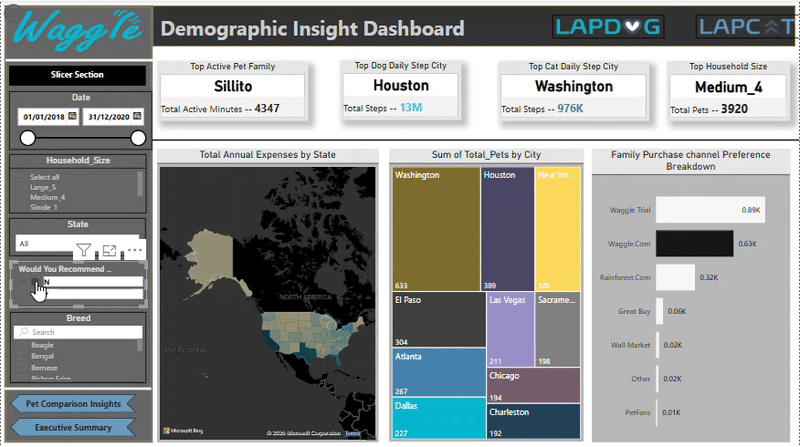 Waggle
Demographic Insight Dashboard
LAPDOG
LAPCAT
Slicer Section
Date
01/01/2018
31/12/2020
Household_Size
Select all
Large_5
Medium_4
Single_1
State
All
Would You Recommend ...
N
Breed
Search
Beagle
Bengal
Bernese
Pet Comparison Insights
Executive Summary
Top Active Pet Family
Sillito
Total Active Minutes -- 4347
Top Dog Daily Step City
Houston
Total Steps -- 13M
Top Cat Daily Step City
Washington
Total Steps -- 976K
Top Household Size
Medium_4
Total Pets -- 3920
Total Annual Expenses by State
NORTH AMERICA
Pacific Ocean
Microsoft Bing
© 2025 Microsoft Corporation Terms
Sum of Total_Pets by City
Washington
633
Houston
389
New Yor...
325
El Paso
304
Las Vegas
211
Sacrame...
198
Atlanta
267
Chicago
194
Dallas
227
Charleston
192
Family Purchase channel Preference
Breakdown
Waggle Trial
0.89K
Waggle.Com
0.63K
Rainforest.Com
0.32K
Great Buy
0.06K
Wall Market
0.02K
Other
0.02K
PetFans
0.01K